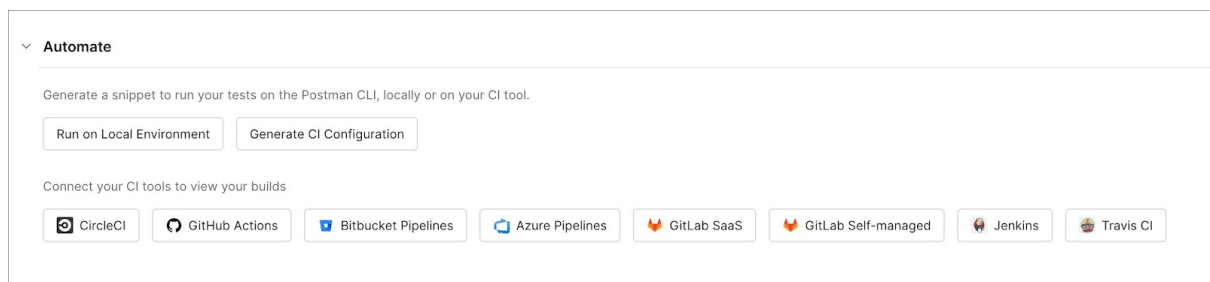 Automate
Generate a snippet to run your tests on the Postman CLI, locally or on your CI tool.
Run on Local Environment Generate CI Configuration
Connect your CI tools to view your builds
CircleCI GitHub Actions Bitbucket Pipelines Azure Pipelines GitLab SaaS GitLab Self-managed Jenkins Travis CI